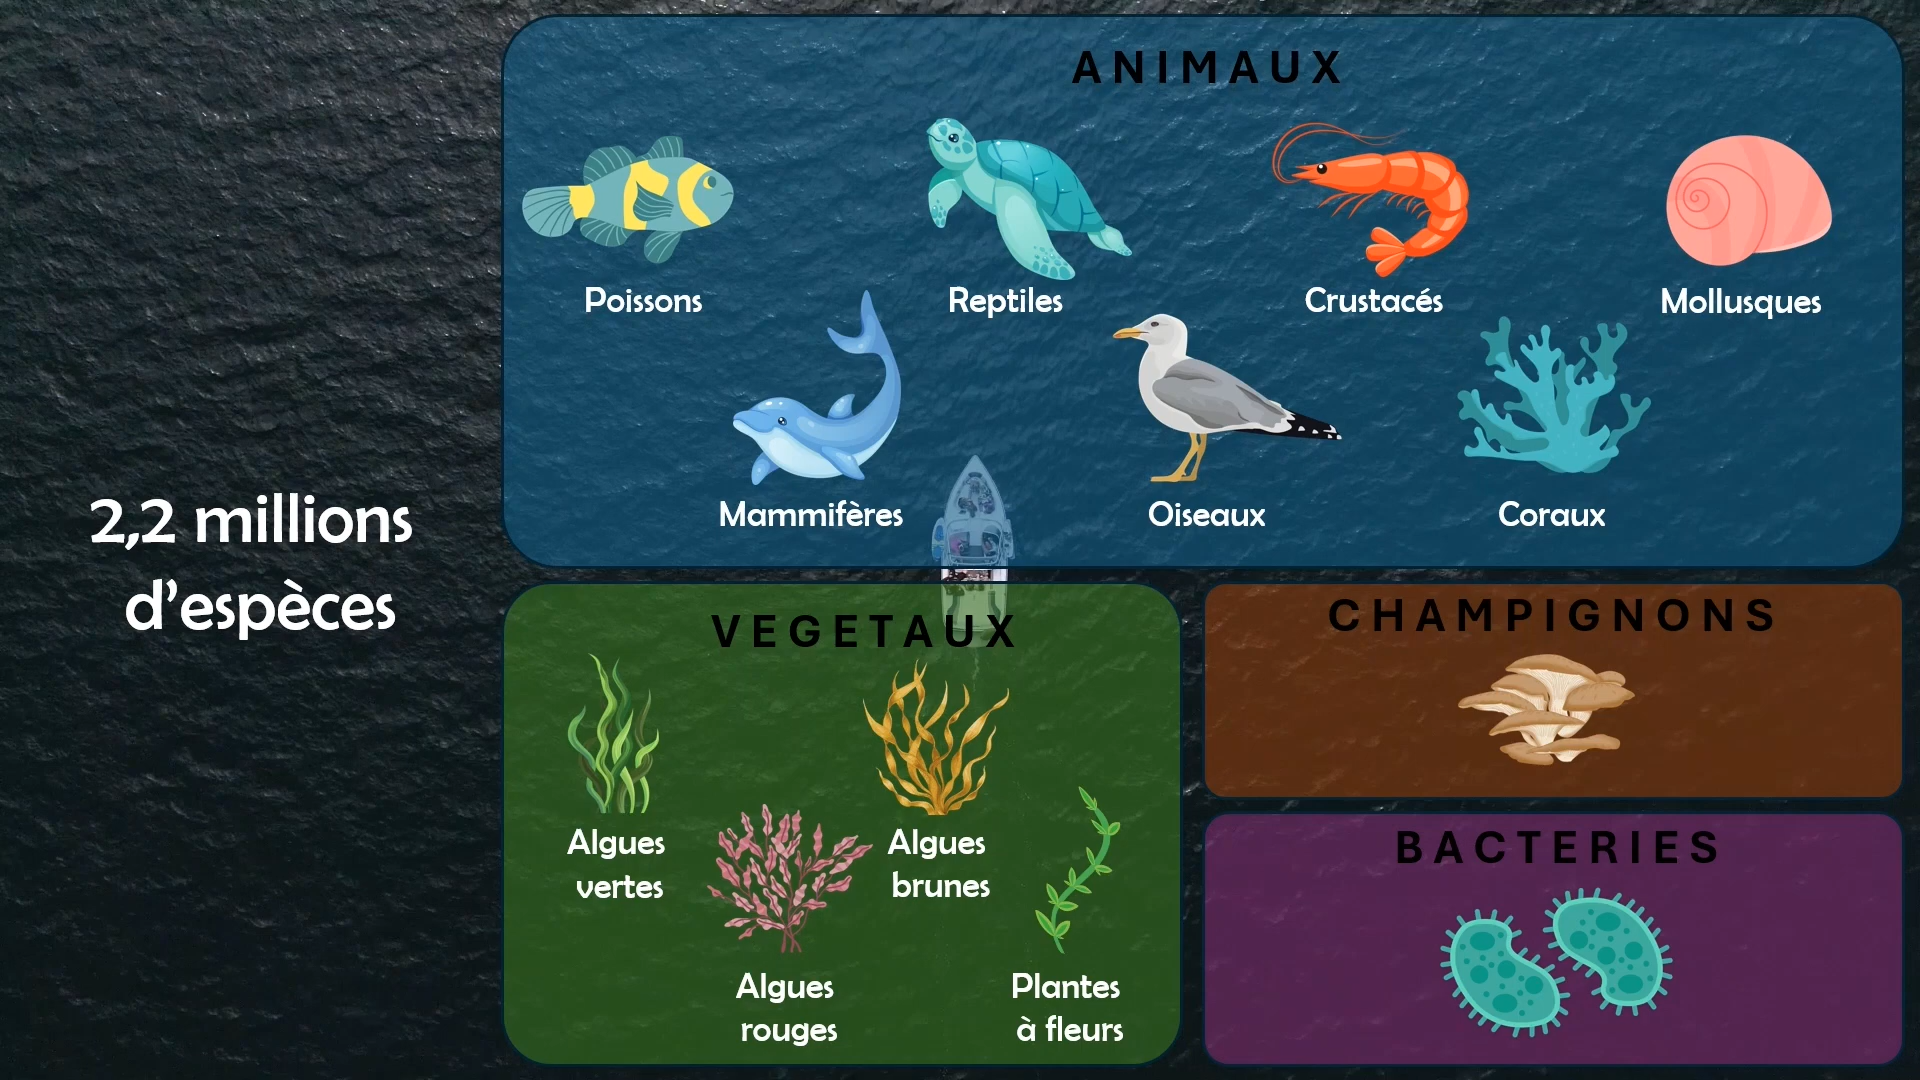 2,2 millions
d’espèces
ANIMAUX
Poissons
Reptiles
Crustacés
Mollusques
Mammifères
Oiseaux
Coraux
VEGETAUX
Algues
vertes
Algues
rouges
Algues
brunes
Plantes
à fleurs
CHAMPIGNONS
BACTERIES